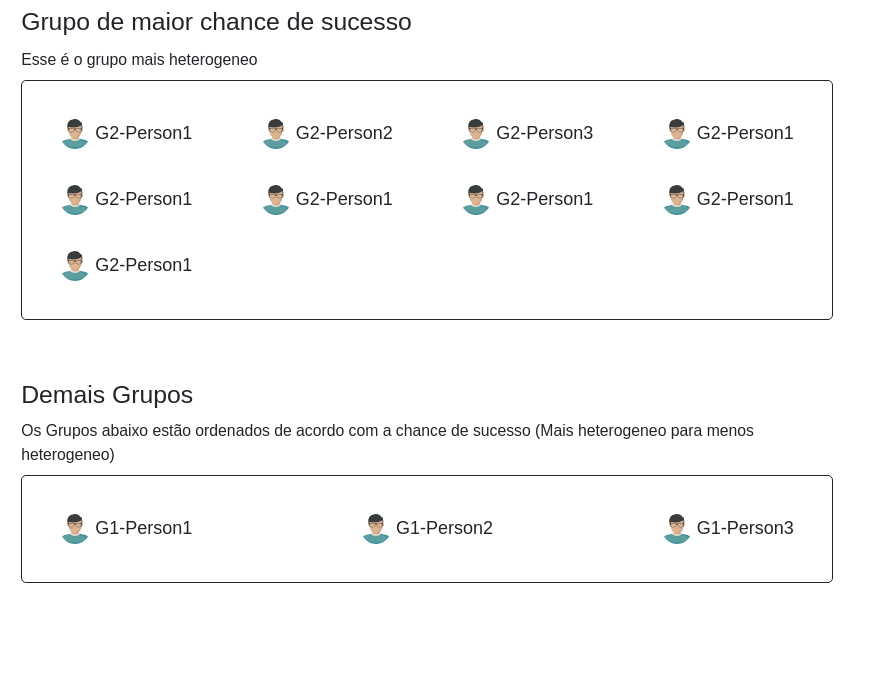 Grupo de maior chance de sucesso
Esse é o grupo mais heterogeneo
G2-Person1 G2-Person2 G2-Person3 G2-Person1
G2-Person1 G2-Person1 G2-Person1 G2-Person1
G2-Person1
Demais Grupos
Os Grupos abaixo estão ordenados de acordo com a chance de sucesso (Mais heterogeneo para menos
heterogeneo)
G1-Person1 G1-Person2 G1-Person3